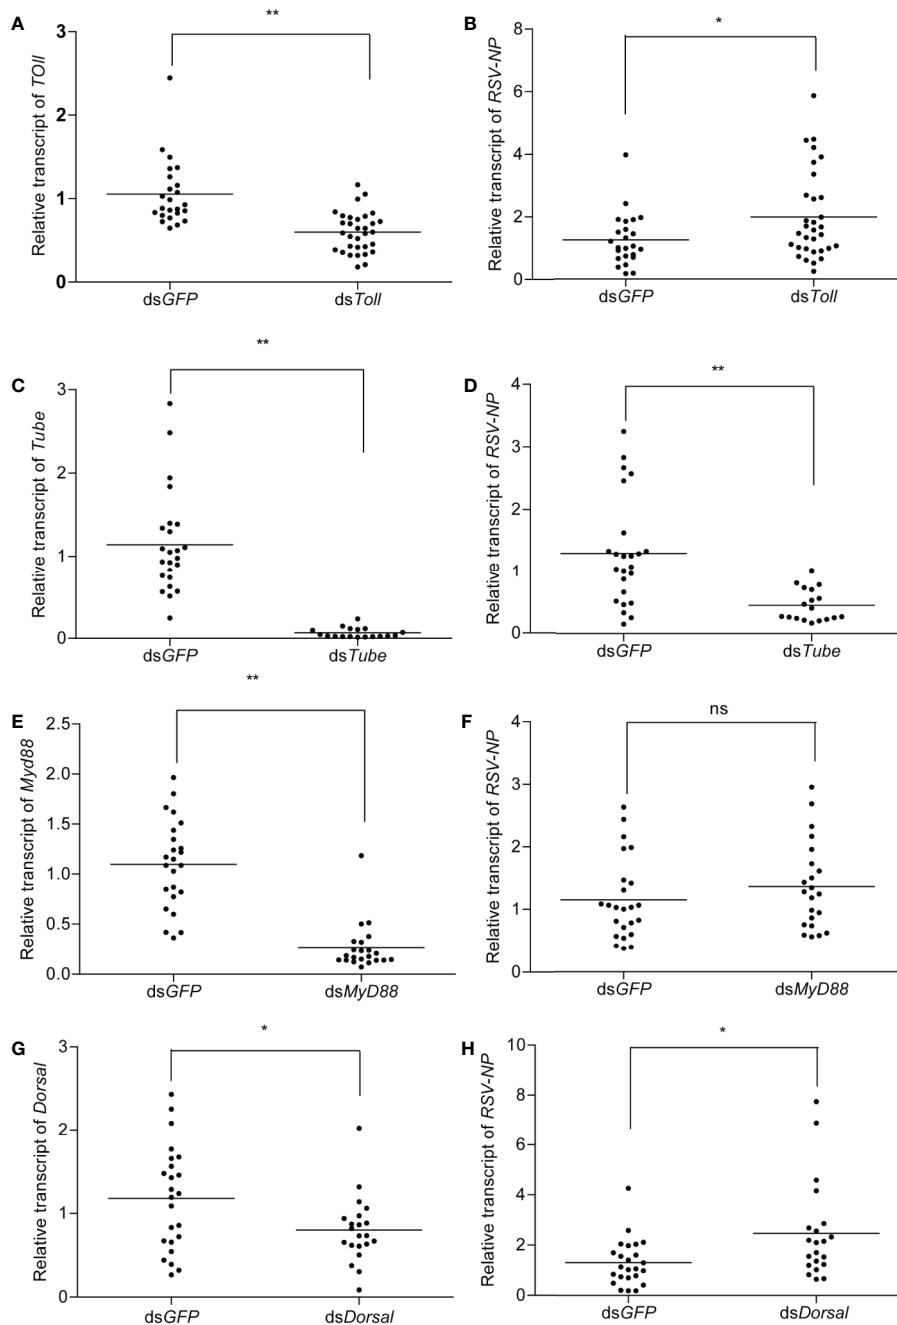 A
**
Relative transcript of TOll
3
2
1
0
dsGFP
dsToll
B
*
Relative transcript of RSV-NP
8
6
4
2
0
dsGFP
dsToll
C
**
Relative transcript of Tube
3
2
1
0
dsGFP
dsTube
D
**
Relative transcript of RSV-NP
4
3
2
1
0
dsGFP
dsTube
E
**
Relative transcript of Myd88
2.5
2.0
1.5
1.0
0.5
0.0
dsGFP
dsMyD88
F
ns
Relative transcript of RSV-NP
4
3
2
1
0
dsGFP
dsMyD88
G
*
Relative transcript of Dorsal
3
2
1
0
dsGFP
dsDorsal
H
*
Relative transcript of RSV-NP
10
8
6
4
2
0
dsGFP
dsDorsal